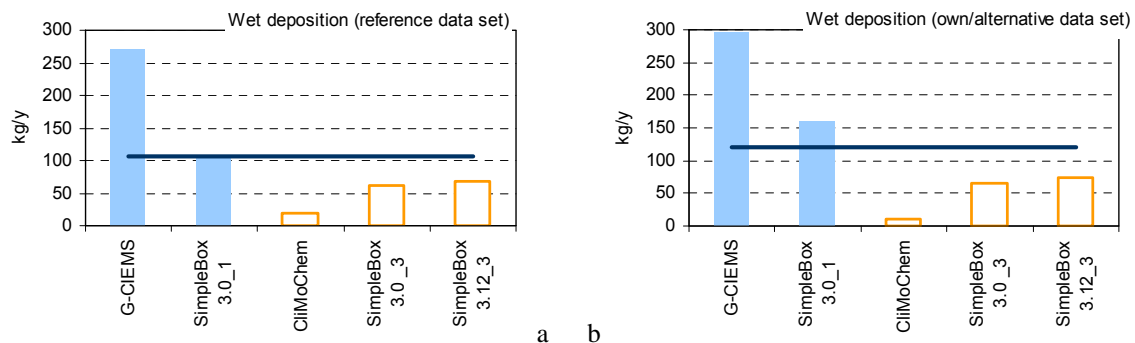 Wet deposition (reference data set)
300
250
200
150
100
50
0
kg/y
G-CIEMS
SimpleBox
3.0_1
CliMoChem
SimpleBox
3.0_3
SimpleBox
3.12_3
a
Wet deposition (own/alternative data set)
300
250
200
150
100
50
0
kg/y
G-CIEMS
SimpleBox
3.0_1
CliMoChem
SimpleBox
3.0_3
SimpleBox
3.12_3
b